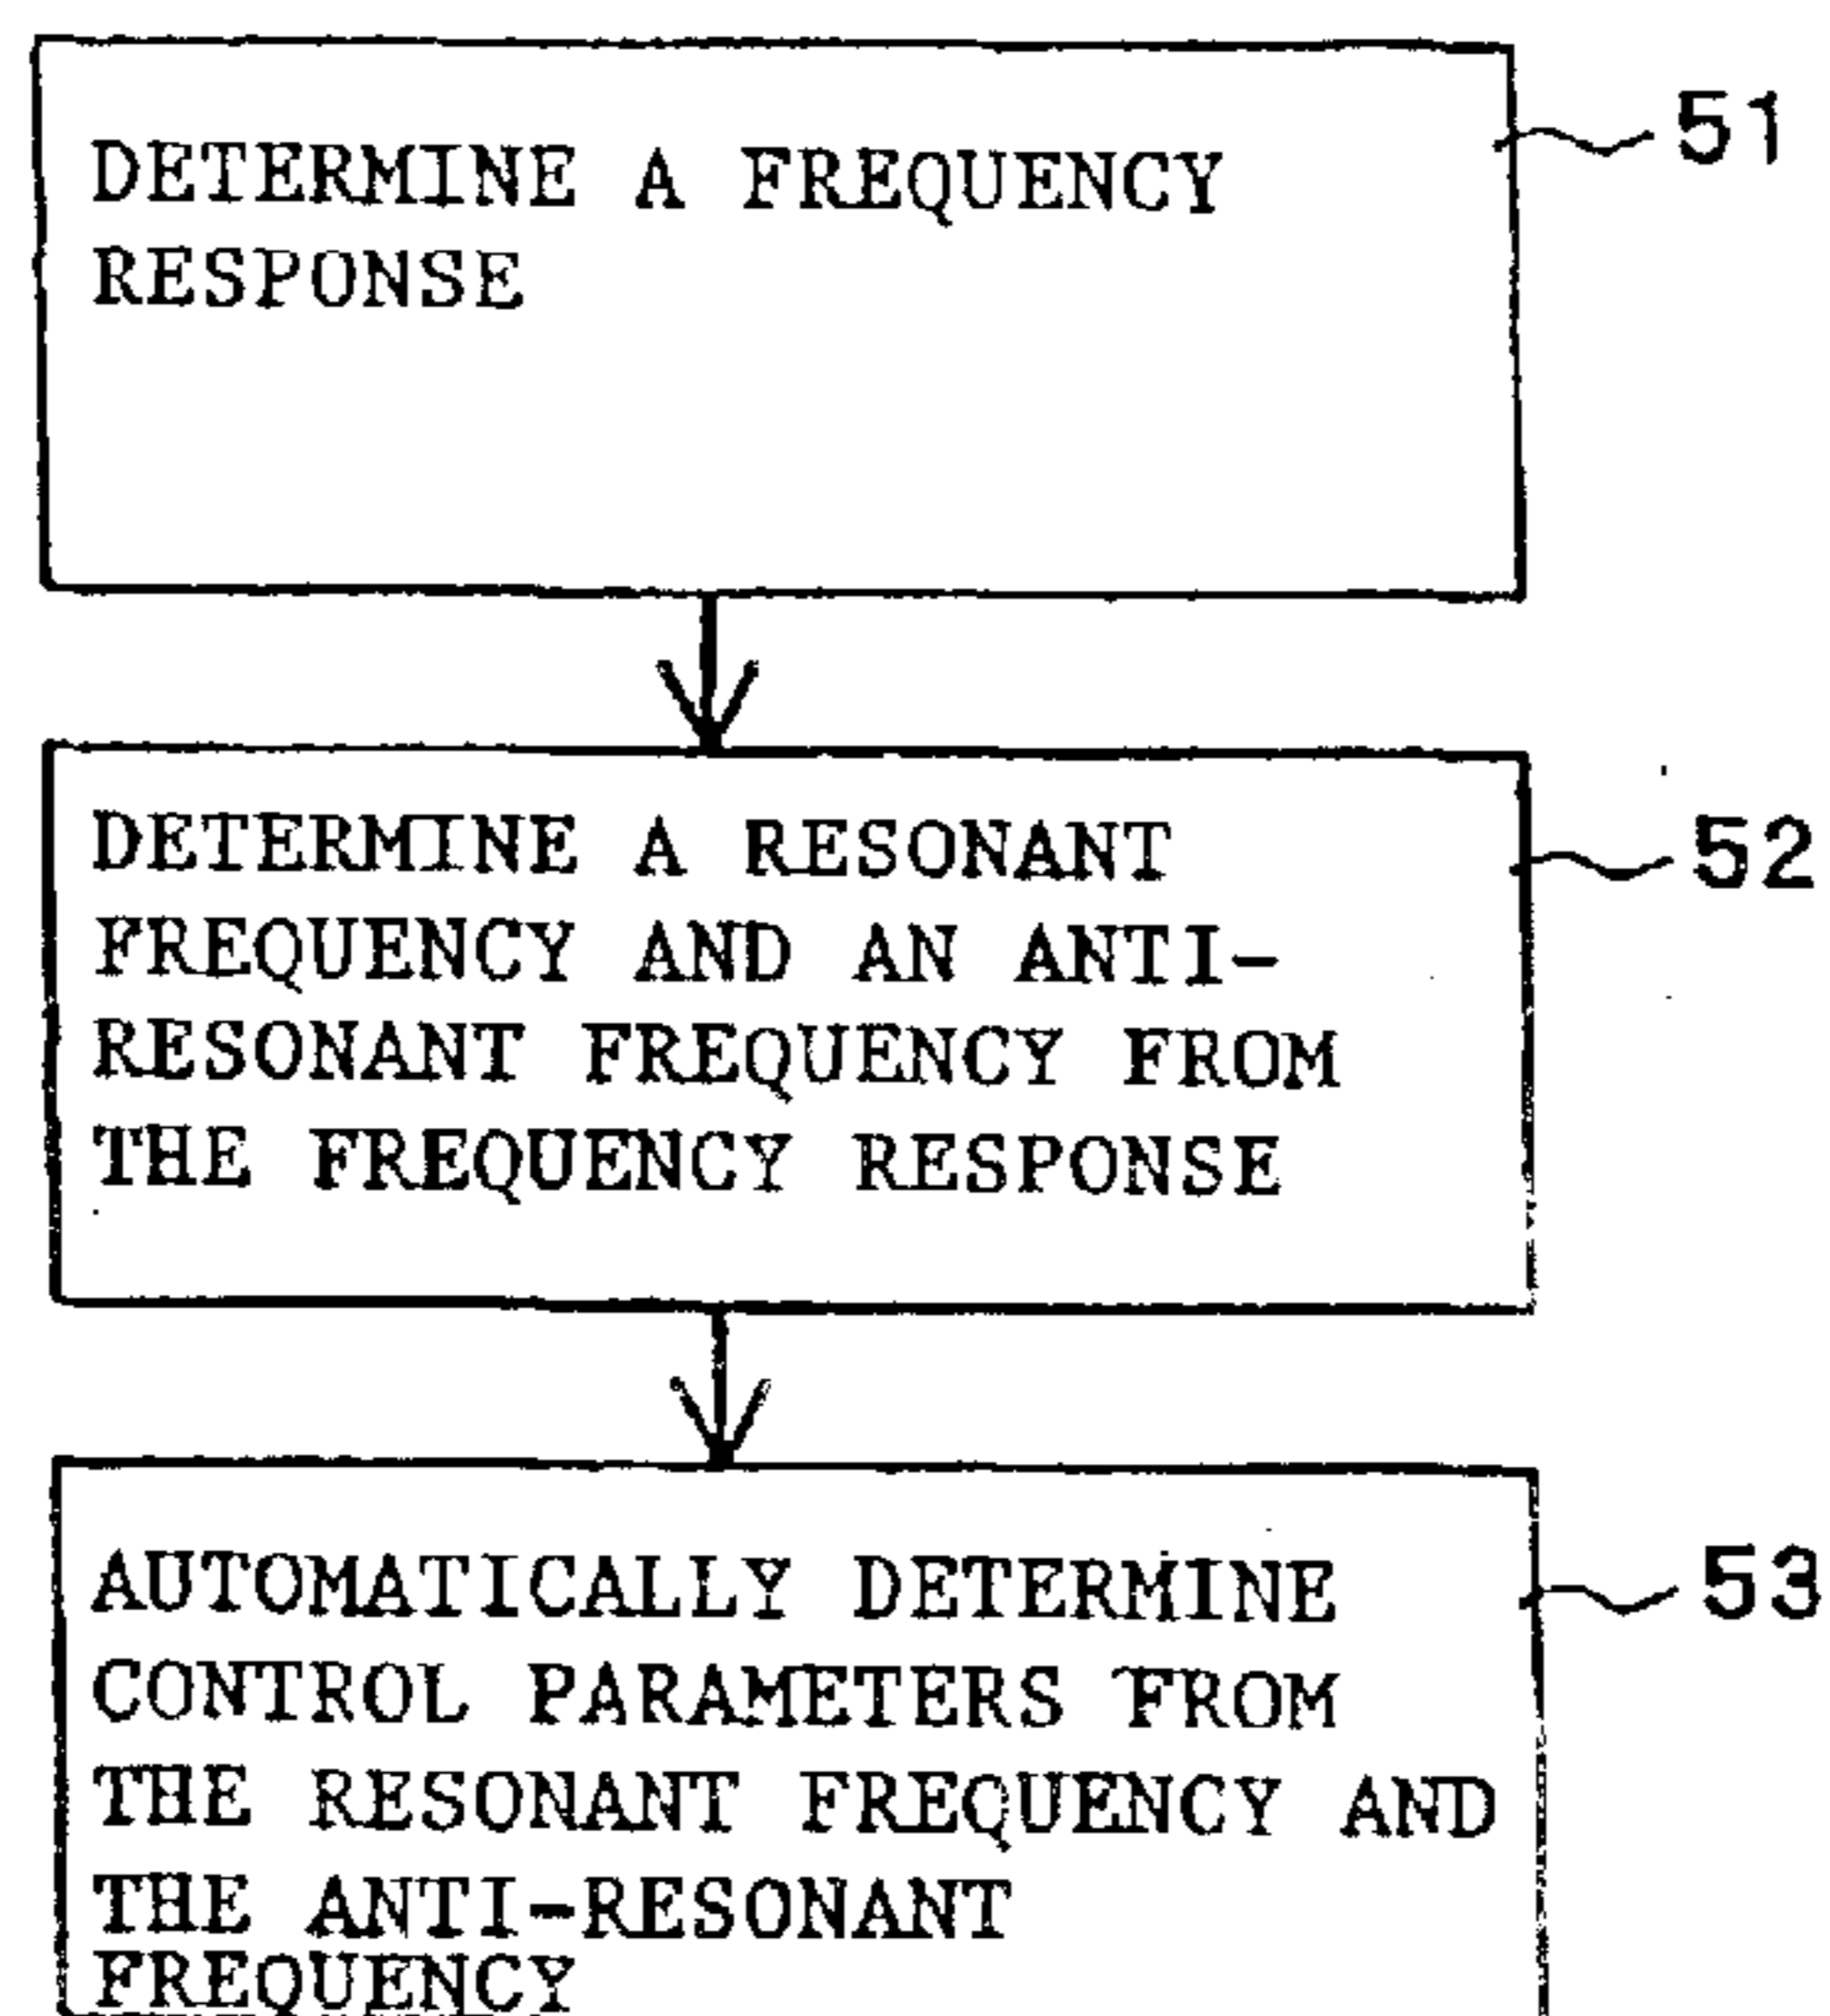 DETERMINE A FREQUENCY
RESPONSE
51
DETERMINE A RESONANT
FREQUENCY AND AN ANTI-
RESONANT FREQUENCY FROM
THE FREQUENCY RESPONSE
52
AUTOMATICALLY DETERMINE
CONTROL PARAMETERS FROM
THE RESONANT FREQUENCY AND
THE ANTI-RESONANT
FREQUENCY
53